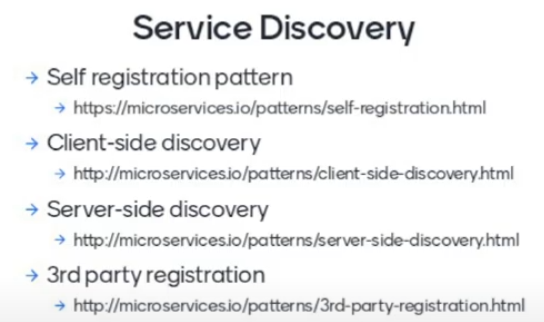 Service Discovery
→ Self registration pattern
→ https://microservices.io/patterns/self-registration.html
→ Client-side discovery
→ http://microservices.io/patterns/client-side-discovery.html
→ Server-side discovery
→ http://microservices.io/patterns/server-side-discovery.html
→ 3rd party registration
→ http://microservices.io/patterns/3rd-party-registration.html